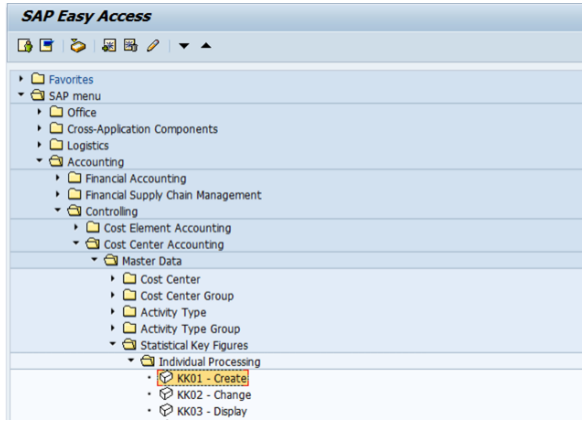 SAP Easy Access
Favorites
SAP menu
Office
Cross-Application Components
Logistics
Accounting
Financial Accounting
Financial Supply Chain Management
Controlling
Cost Element Accounting
Cost Center Accounting
Master Data
Cost Center
Cost Center Group
Activity Type
Activity Type Group
Statistical Key Figures
Individual Processing
KK01 - Create
KK02 - Change
KK03 - Display